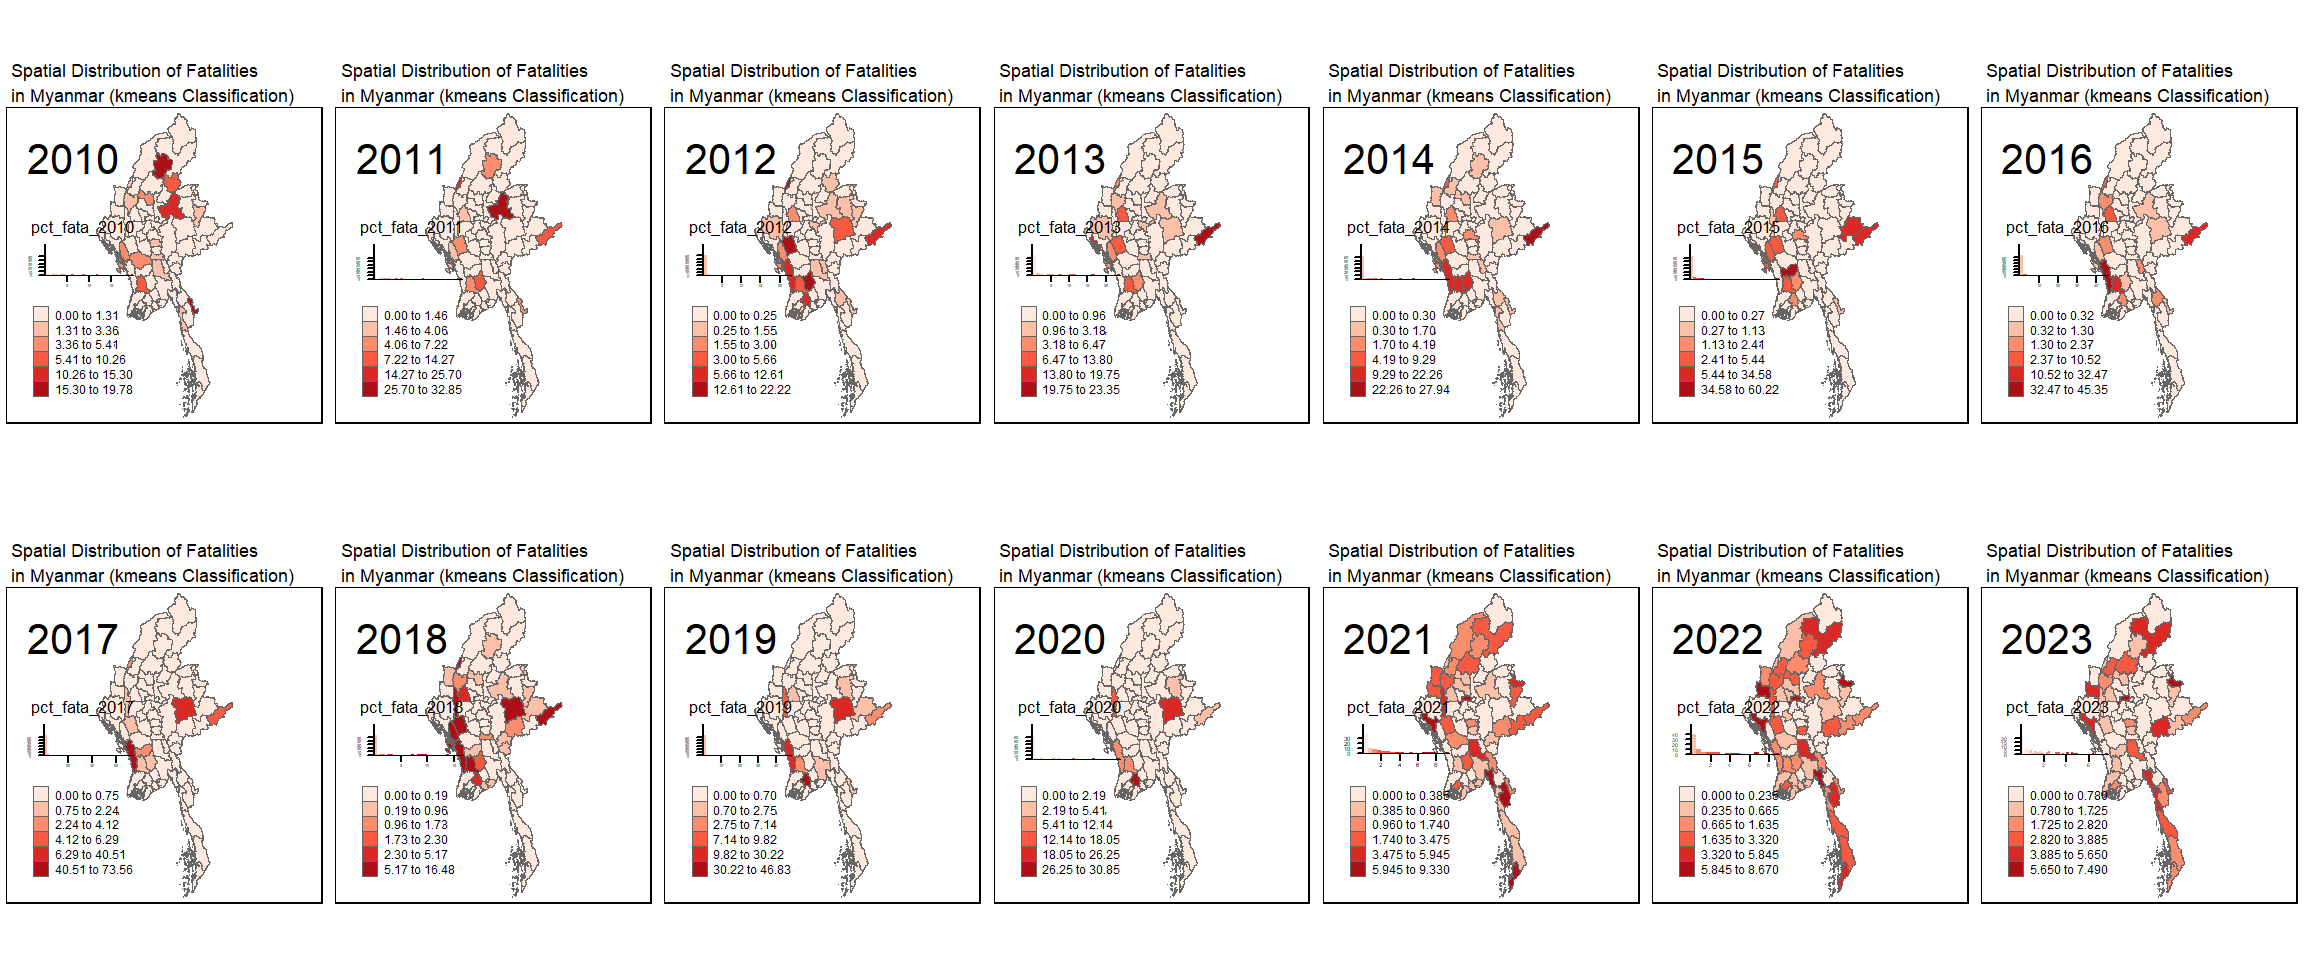 Spatial Distribution of Fatalities
in Myanmar (kmeans Classification)
2010
pct_fata_2010
0.00 to 1.31
1.31 to 3.36
3.36 to 5.41
5.41 to 10.26
10.26 to 15.30
15.30 to 19.78
Spatial Distribution of Fatalities
in Myanmar (kmeans Classification)
2011
pct_fata_2011
0.00 to 1.46
1.46 to 4.06
4.06 to 7.22
7.22 to 14.27
14.27 to 25.70
25.70 to 32.85
Spatial Distribution of Fatalities
in Myanmar (kmeans Classification)
2012
pct_fata_2012
0.00 to 0.25
0.25 to 1.55
1.55 to 3.00
3.00 to 5.66
5.66 to 12.61
12.61 to 22.22
Spatial Distribution of Fatalities
in Myanmar (kmeans Classification)
2013
pct_fata_2013
0.00 to 0.96
0.96 to 3.18
3.18 to 6.47
6.47 to 13.80
13.80 to 19.75
19.75 to 23.35
Spatial Distribution of Fatalities
in Myanmar (kmeans Classification)
2014
pct_fata_2014
0.00 to 0.30
0.30 to 1.70
1.70 to 4.19
4.19 to 9.29
9.29 to 22.26
22.26 to 27.94
Spatial Distribution of Fatalities
in Myanmar (kmeans Classification)
2015
pct_fata_2015
0.00 to 0.27
0.27 to 1.13
1.13 to 2.41
2.41 to 5.44
5.44 to 34.58
34.58 to 60.22
Spatial Distribution of Fatalities
in Myanmar (kmeans Classification)
2016
pct_fata_2016
0.00 to 0.32
0.32 to 1.30
1.30 to 2.37
2.37 to 10.52
10.52 to 32.47
32.47 to 45.35
Spatial Distribution of Fatalities
in Myanmar (kmeans Classification)
2017
pct_fata_2017
0.00 to 0.75
0.75 to 2.24
2.24 to 4.12
4.12 to 6.29
6.29 to 40.51
40.51 to 73.56
Spatial Distribution of Fatalities
in Myanmar (kmeans Classification)
2018
pct_fata_2018
0.00 to 0.19
0.19 to 0.96
0.96 to 1.73
1.73 to 2.30
2.30 to 5.17
5.17 to 16.48
Spatial Distribution of Fatalities
in Myanmar (kmeans Classification)
2019
pct_fata_2019
0.00 to 0.70
0.70 to 2.75
2.75 to 7.14
7.14 to 9.82
9.82 to 30.22
30.22 to 46.83
Spatial Distribution of Fatalities
in Myanmar (kmeans Classification)
2020
pct_fata_2020
0.00 to 2.19
2.19 to 5.41
5.41 to 12.14
12.14 to 18.05
18.05 to 26.25
26.25 to 30.85
Spatial Distribution of Fatalities
in Myanmar (kmeans Classification)
2021
pct_fata_2021
2 4 6 8
0.000 to 0.385
0.385 to 0.960
0.960 to 1.740
1.740 to 3.475
3.475 to 5.945
5.945 to 9.330
Spatial Distribution of Fatalities
in Myanmar (kmeans Classification)
2022
pct_fata_2022
2 4 6 8
0.000 to 0.235
0.235 to 0.665
0.665 to 1.635
1.635 to 3.320
3.320 to 5.845
5.845 to 8.670
Spatial Distribution of Fatalities
in Myanmar (kmeans Classification)
2023
pct_fata_2023
2 4 6
0.000 to 0.780
0.780 to 1.725
1.725 to 2.820
2.820 to 3.885
3.885 to 5.650
5.650 to 7.490